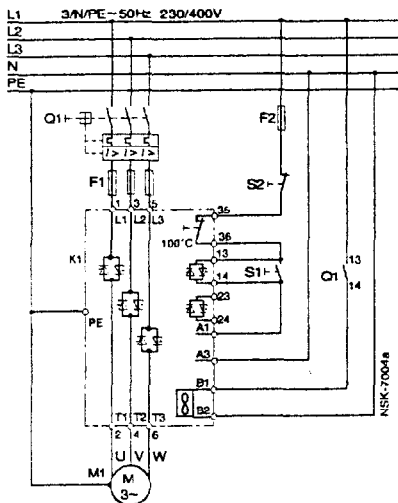 L1 3/N/PE~50Hz 230/400V
L2
L3
N
PE
Q1
F2
I> I> I>
F1
S2
1 3 5
L1 L2 L3
35
100°C
36
K1
13
S1
14
Q1
13
14
23
24
PE
A1
A3
B1
B2
T1 T2 T3
2 4 6
U V W
M1
M
3~
NSK-7004a